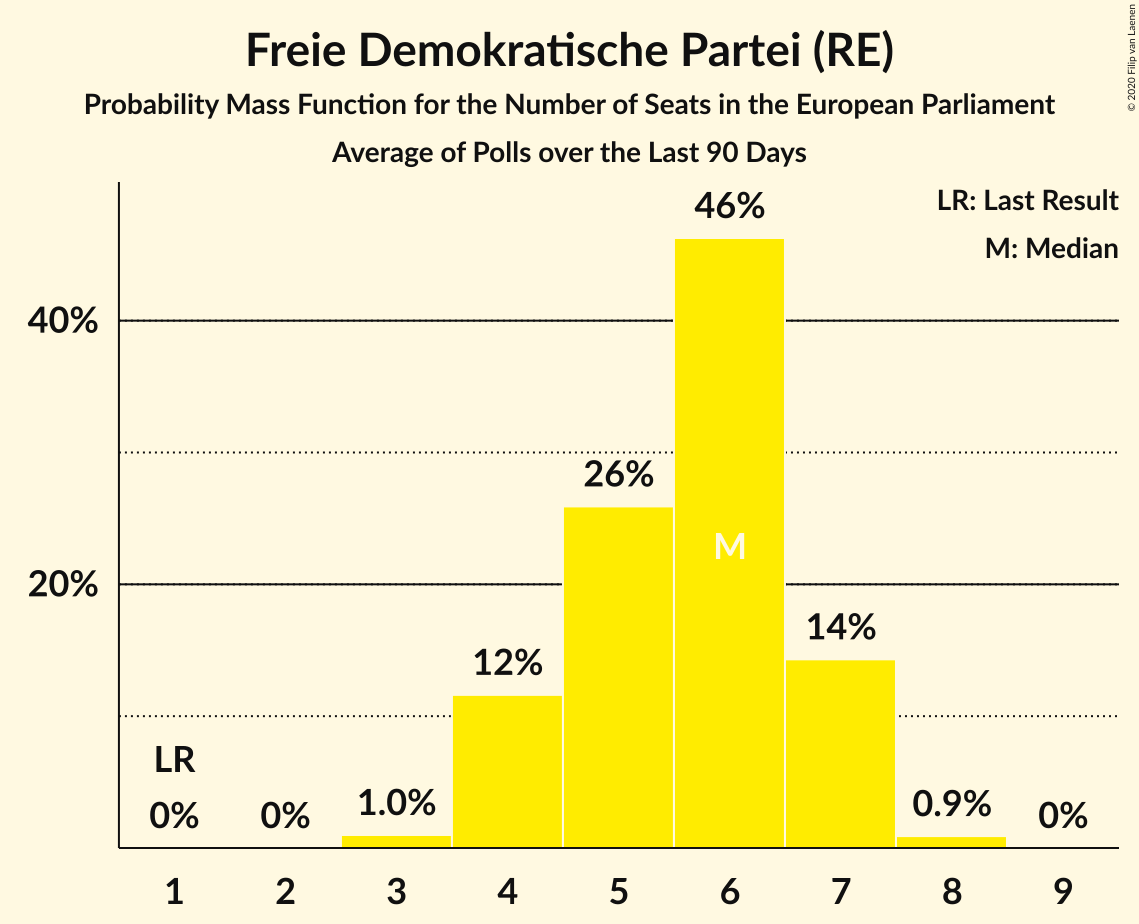 Freie Demokratische Partei (RE)
Probability Mass Function for the Number of Seats in the European Parliament
Average of Polls over the Last 90 Days
© 2020 Filip van Laenen
LR: Last Result
M: Median
46%
40%
26%
M
20%
14%
12%
LR
0%
0%
1.0%
0.9%
0%
1 2 3 4 5 6 7 8 9